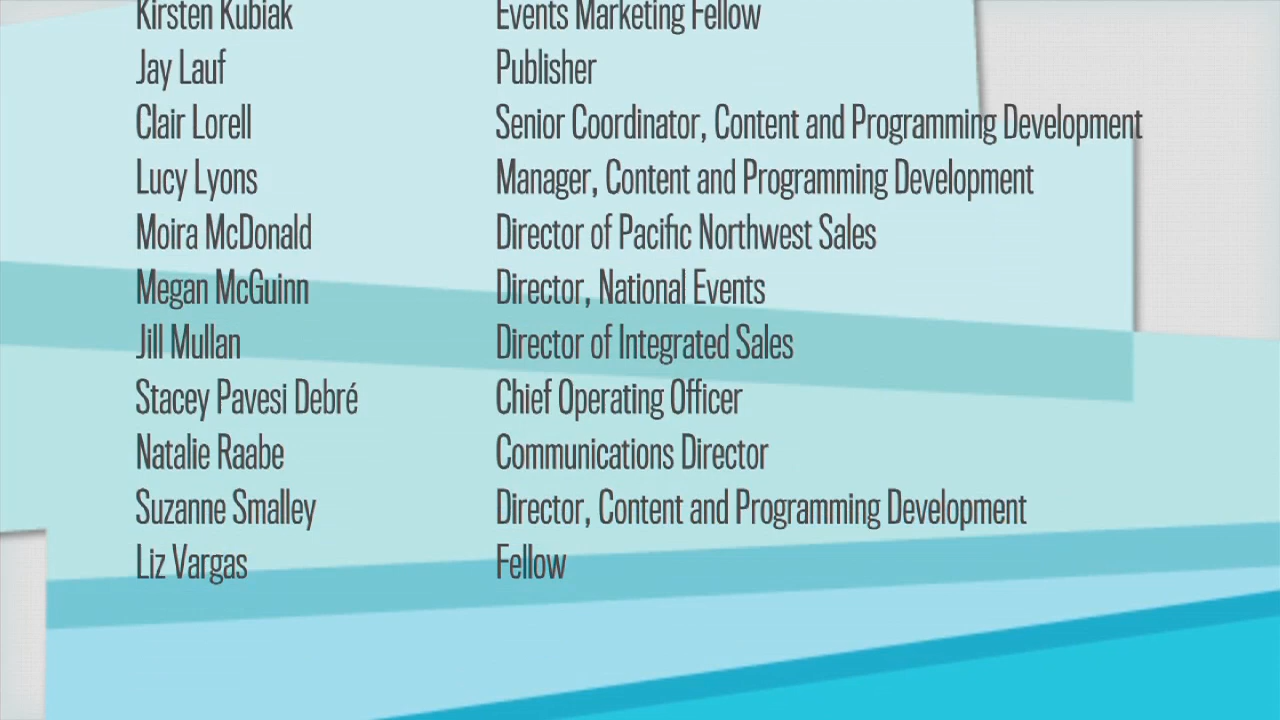 Kirsten Kubiak Events Marketing Fellow
Jay Lauf Publisher
Clair Lorell Senior Coordinator, Content and Programming Development
Lucy Lyons Manager, Content and Programming Development
Moira McDonald Director of Pacific Northwest Sales
Megan McGuinn Director, National Events
Jill Mullan Director of Integrated Sales
Stacey Pavesi Debré Chief Operating Officer
Natalie Raabe Communications Director
Suzanne Smalley Director, Content and Programming Development
Liz Vargas Fellow